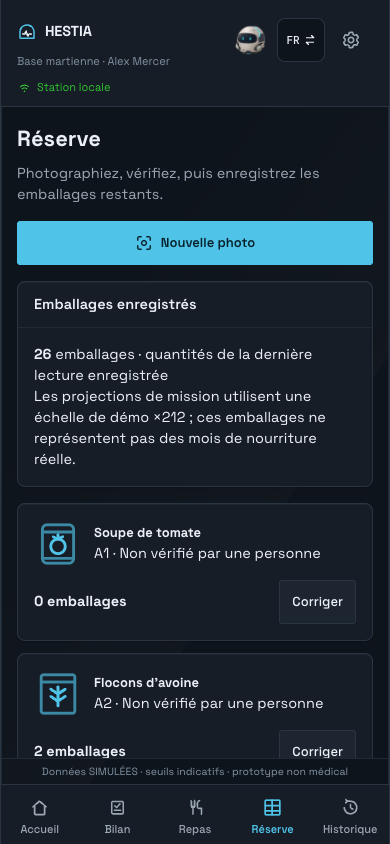 HESTIA
FR
Base martienne · Alex Mercer
Station locale
Réserve
Photographiez, vérifiez, puis enregistrez les
emballages restants.
Nouvelle photo
Emballages enregistrés
26 emballages · quantités de la dernière
lecture enregistrée
Les projections de mission utilisent une
échelle de démo ×212 ; ces emballages ne
représentent pas des mois de nourriture
réelle.
Soupe de tomate
A1 · Non vérifié par une personne
0 emballages
Corriger
Flocons d'avoine
A2 · Non vérifié par une personne
2 emballages
Corriger
Données SIMULÉES · seuils indicatifs · prototype non médical
Accueil
Bilan
Repas
Réserve
Historique